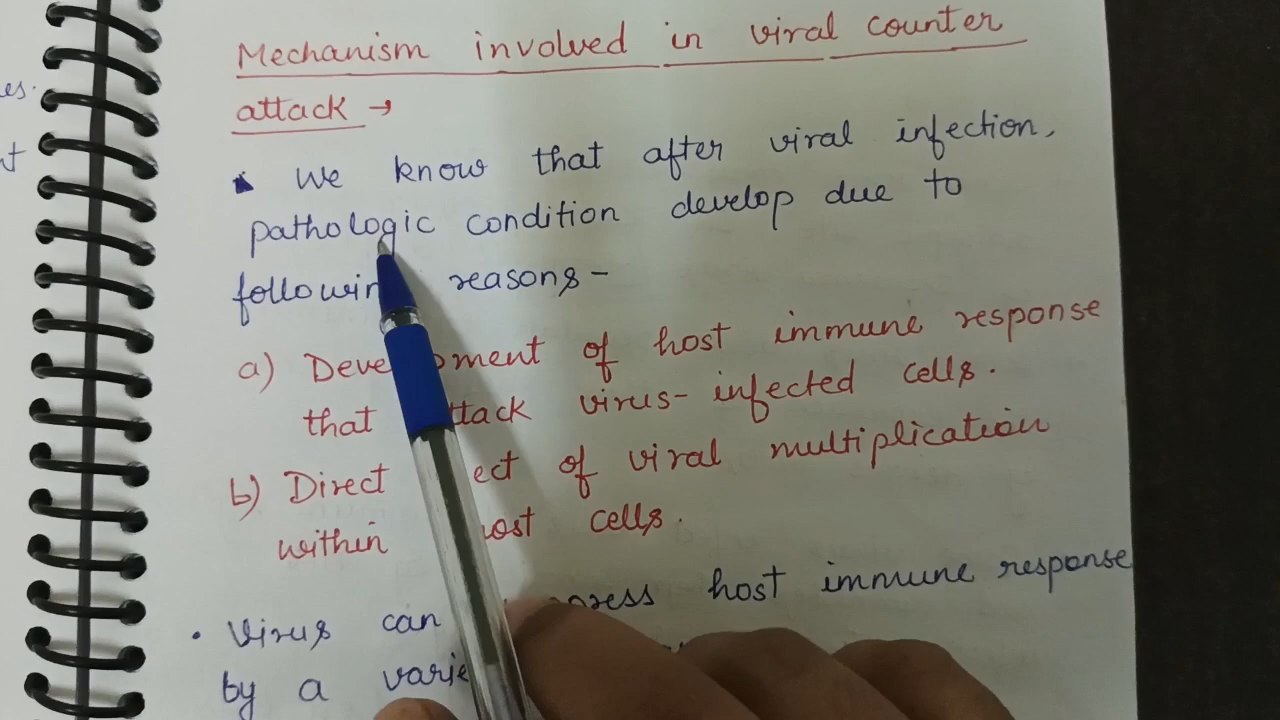 es.
Mechanism involved in viral counter
attack →
We know that after viral infection,
pathologic condition develop due to
reasons-
a) of host immune response
that virus-infected cells.
b) Direct of viral multiplication
within cells.
• Virus can host immune response
by a